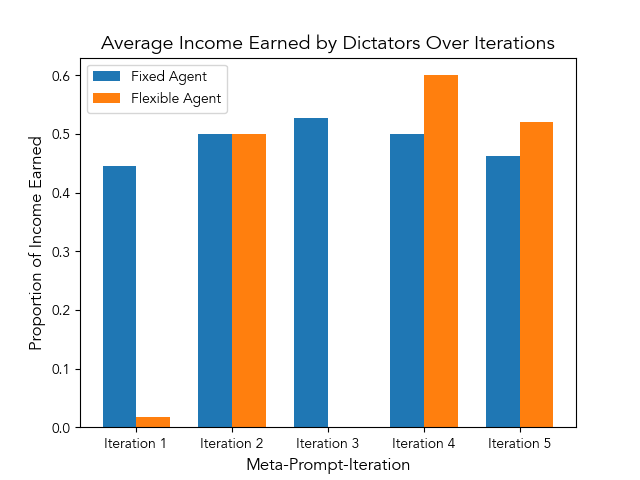 Average Income Earned by Dictators Over Iterations
Fixed Agent
Flexible Agent
Proportion of Income Earned
0.6
0.5
0.4
0.3
0.2
0.1
0.0
Iteration 1 Iteration 2 Iteration 3 Iteration 4 Iteration 5
Meta-Prompt-Iteration